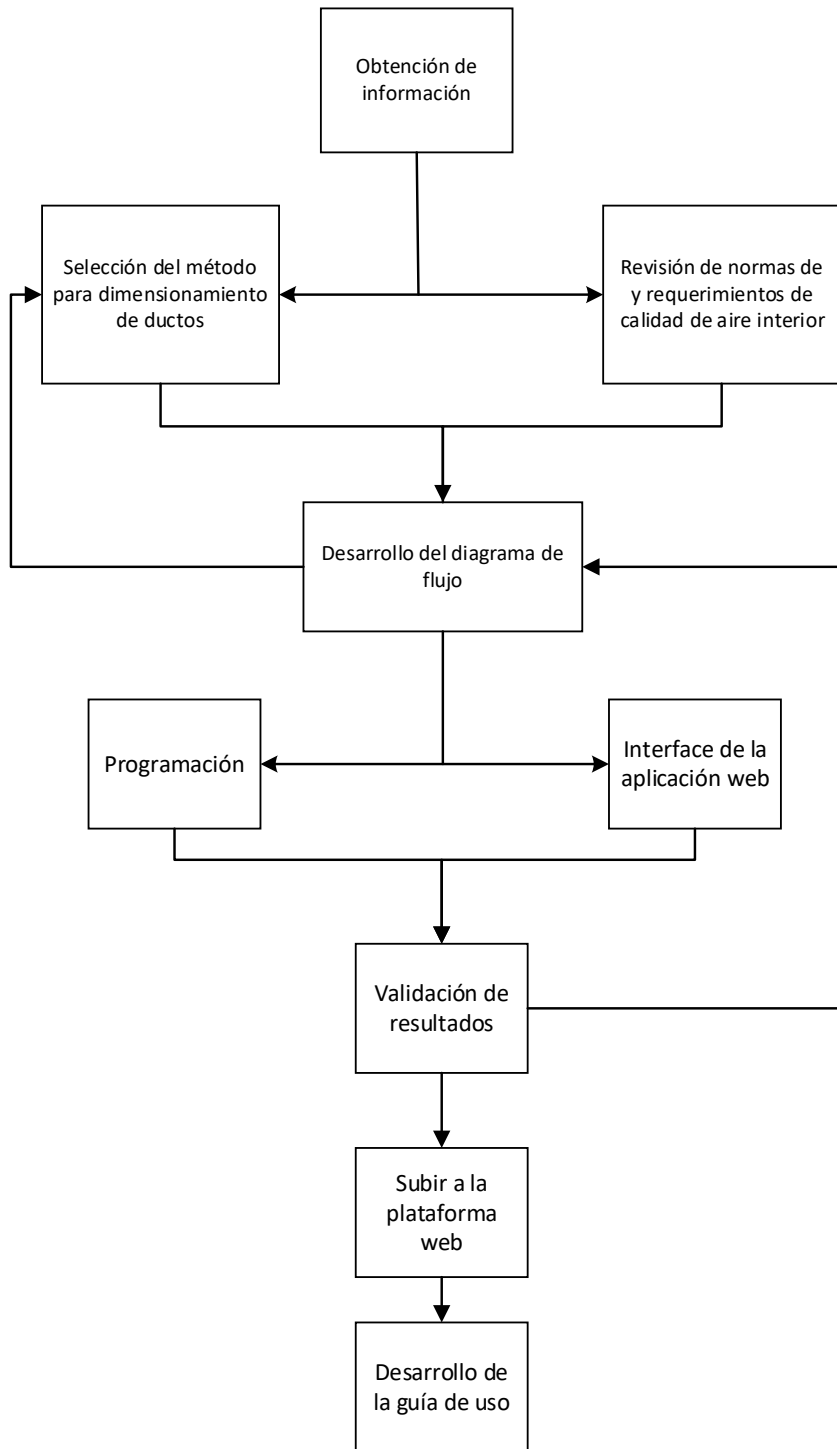 Obtención de
información
Selección del método
para dimensionamiento
de ductos
Revisión de normas de
y requerimientos de
calidad de aire interior
Desarrollo del diagrama de
flujo
Programación
Interface de la
aplicación web
Validación de
resultados
Subir a la
plataforma
web
Desarrollo de
la guía de uso